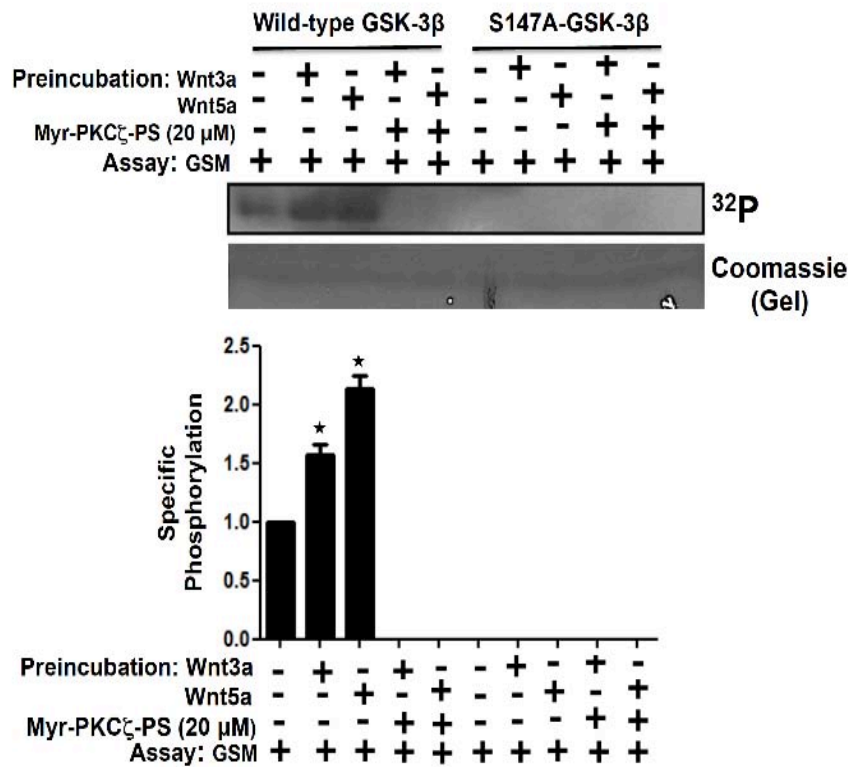 Wild-type GSK-3β S147A-GSK-3β
Preincubation: Wnt3a - + - + - - + - + -
Wnt5a - - + - + - - + - +
Myr-PKCζ-PS (20 µM) - - - + + - - - + +
Assay: GSM + + + + + + + + + +
32P
Coomassie
(Gel)
2.5
2.0
1.5
1.0
0.5
0.0
Specific
Phosphorylation
★
★
Preincubation: Wnt3a - + - + - - + - + -
Wnt5a - - + - + - - + - +
Myr-PKCζ-PS (20 µM) - - - + + - - - + +
Assay: GSM + + + + + + + + + +